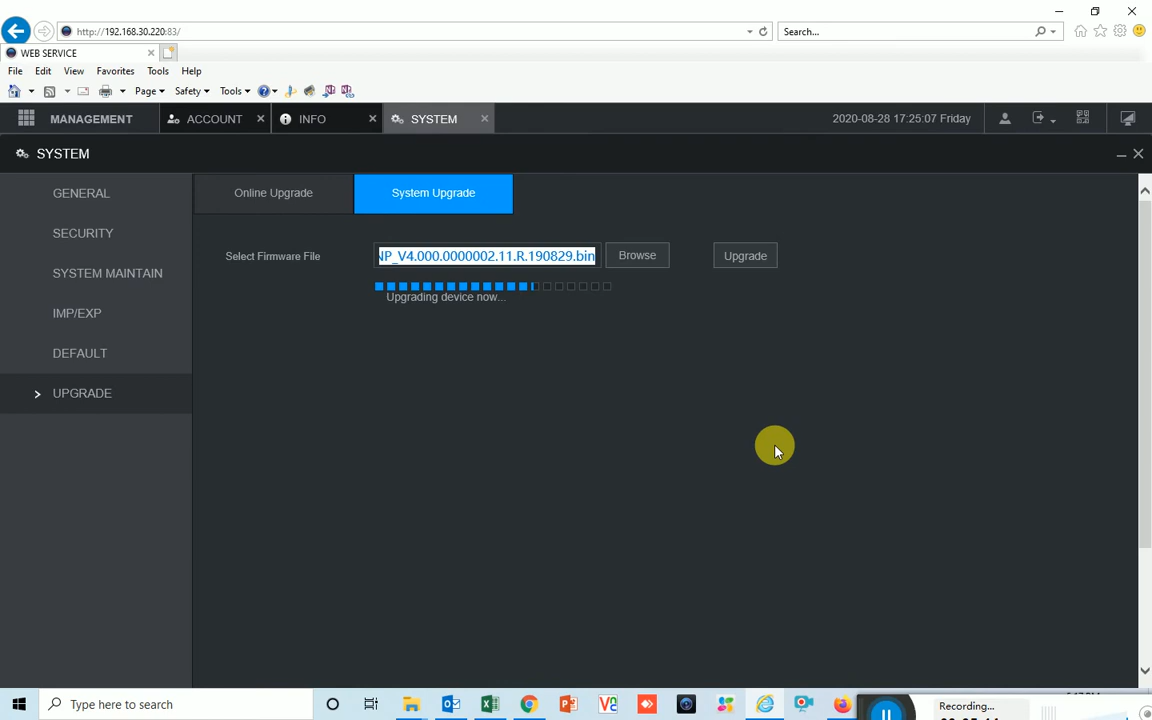 http://192.168.30.220:83/
Search...
WEB SERVICE
File Edit View Favorites Tools Help
Page Safety Tools
MANAGEMENT ACCOUNT INFO SYSTEM 2020-08-28 17:25:07 Friday
SYSTEM
GENERAL
SECURITY
SYSTEM MAINTAIN
IMP/EXP
DEFAULT
UPGRADE
Online Upgrade System Upgrade
Select Firmware File NP_V4.000.0000002.11.R.190829.bin Browse Upgrade
Upgrading device now...
Type here to search
Recording...